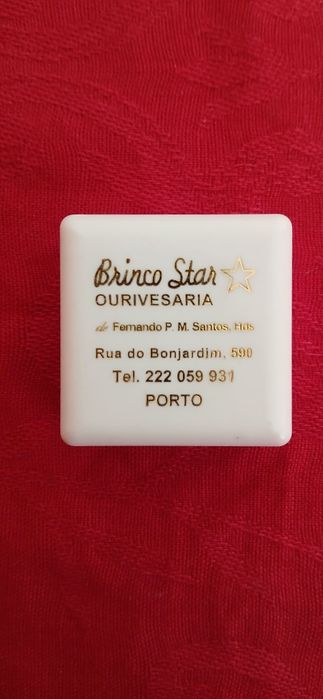 Brinco Star
OURIVESARIA
de Fernando P. M. Santos, Hds
Rua do Bonjardim, 590
Tel. 222 059 931
PORTO